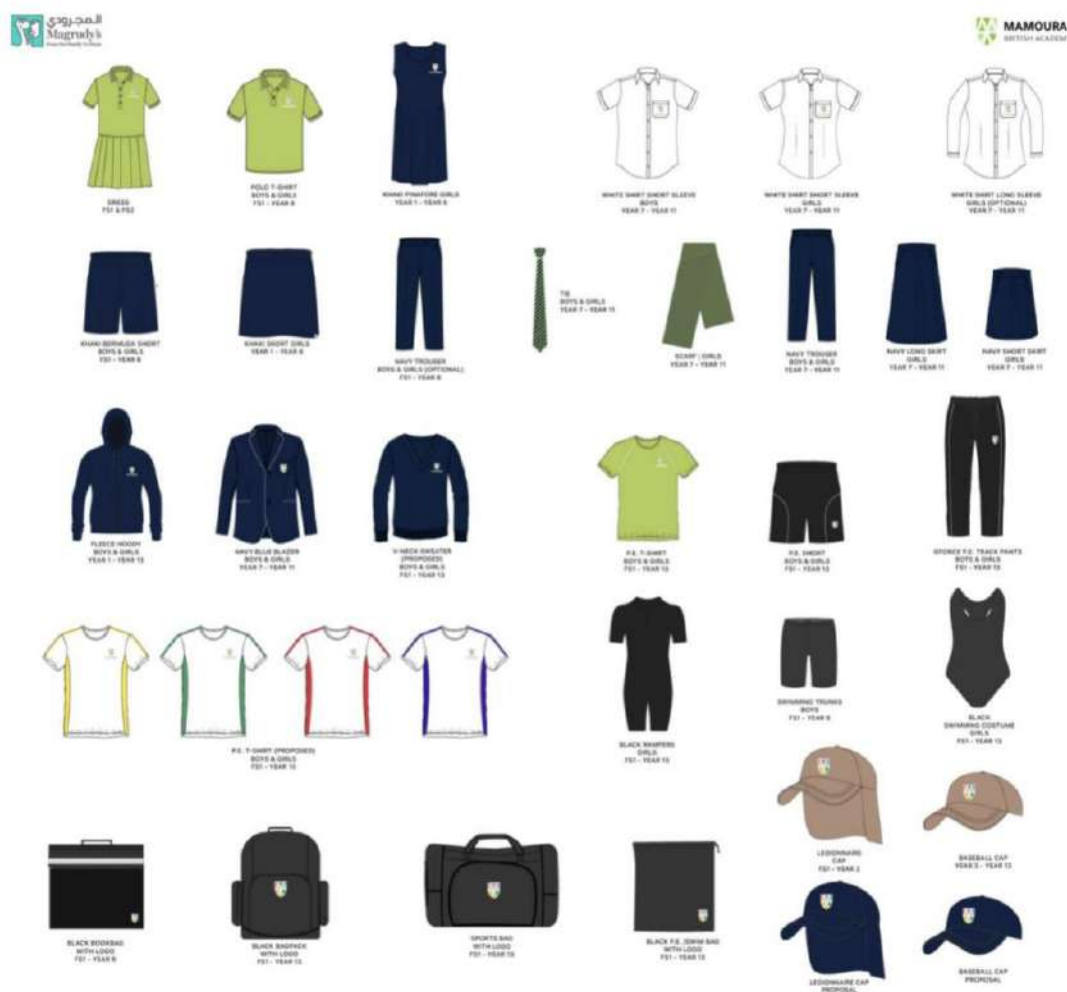 المجرودي
Magrudy's
MAMOURA
BRITISH ACADEM
DRESS
FS1 & FS2
POLO T-SHIRT
BOYS & GIRLS
FS1 - YEAR 6
KHAKI PINAFORE GIRLS
YEAR 1 - YEAR 6
WHITE SHIRT SHORT SLEEVE
BOYS
YEAR 7 - YEAR 11
WHITE SHIRT SHORT SLEEVE
GIRLS
YEAR 7 - YEAR 11
WHITE SHIRT LONG SLEEVE
GIRLS (OPTIONAL)
YEAR 7 - YEAR 11
KHAKI BERMUDA SHORT
BOYS & GIRLS
FS1 - YEAR 6
KHAKI SKORT GIRLS
YEAR 1 - YEAR 6
NAVY TROUSER
BOYS & GIRLS (OPTIONAL)
FS1 - YEAR 6
TIE
BOYS & GIRLS
YEAR 7 - YEAR 11
SCARF | GIRLS
YEAR 7 - YEAR 11
NAVY TROUSER
BOYS & GIRLS
YEAR 7 - YEAR 11
NAVY LONG SKIRT
GIRLS
YEAR 7 - YEAR 11
NAVY SHORT SKIRT
GIRLS
YEAR 7 - YEAR 11
FLEECE HOODY
BOYS & GIRLS
YEAR 1 - YEAR 13
NAVY BLUE BLAZER
BOYS & GIRLS
YEAR 7 - YEAR 11
V-NECK SWEATER
(PROPOSED)
BOYS & GIRLS
FS1 - YEAR 13
P.E. T-SHIRT
BOYS & GIRLS
FS1 - YEAR 13
P.E. SHORT
BOYS & GIRLS
FS1 - YEAR 13
GFORCE P.E. TRACK PANTS
BOYS & GIRLS
FS1 - YEAR 13
P.E. T-SHIRT (PROPOSED)
BOYS & GIRLS
FS1 - YEAR 13
BLACK RAMPERS
GIRLS
FS1 - YEAR 13
SWIMMING TRUNKS
BOYS
FS1 - YEAR 9
BLACK
SWIMMING COSTUME
GIRLS
FS1 - YEAR 13
LEGIONNAIRE
CAP
FS1 - YEAR 2
BASEBALL CAP
YEAR 3 - YEAR 13
BLACK BOOKBAG
WITH LOGO
FS1 - YEAR 6
BLACK BAGPACK
WITH LOGO
FS1 - YEAR 13
SPORTS BAG
WITH LOGO
FS1 - YEAR 13
BLACK P.E. /SWIM BAG
WITH LOGO
FS1 - YEAR 13
LEGIONNAIRE CAP
PROPOSAL
BASEBALL CAP
PROPOSAL